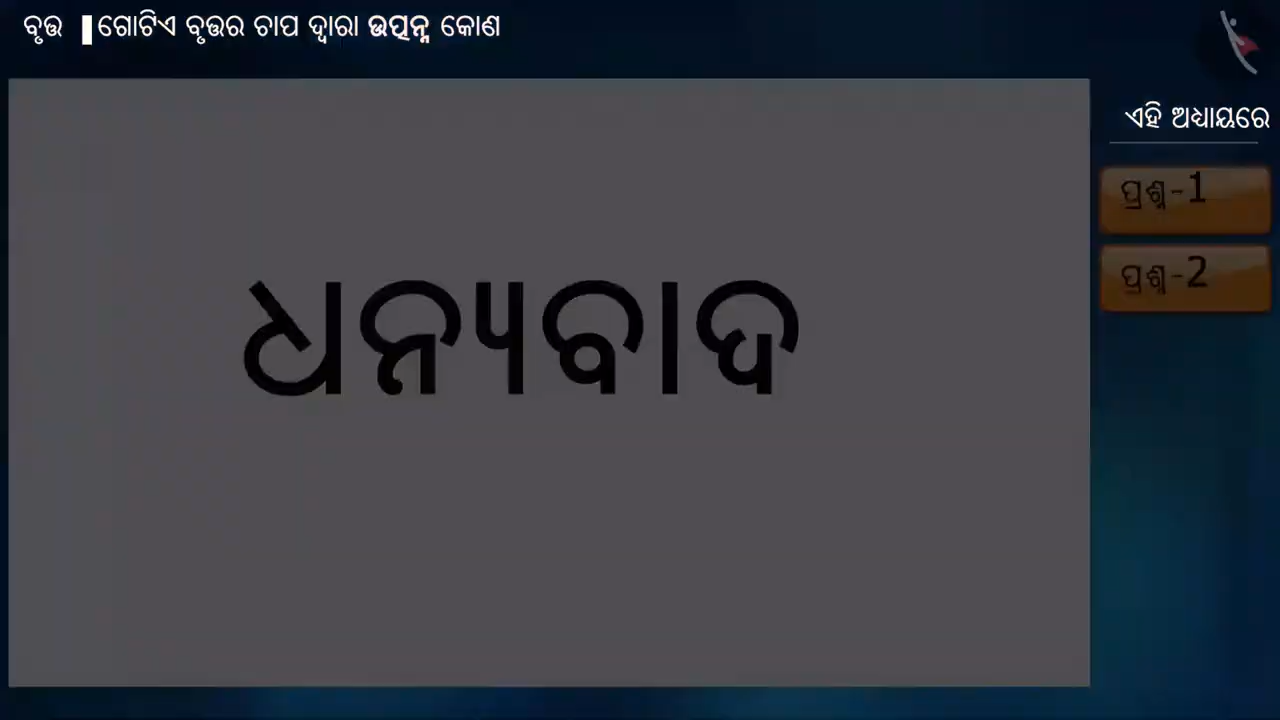 ବୃତ୍ତ ▐ ଗୋଟିଏ ବୃତ୍ତର ଚାପ ଦ୍ୱାରା ଉତ୍ପନ୍ନ କୋଣ
ଏହି ଅଧ୍ୟାୟରେ
ପ୍ରଶ୍ନ-1
ପ୍ରଶ୍ନ-2
ଧନ୍ୟବାଦ